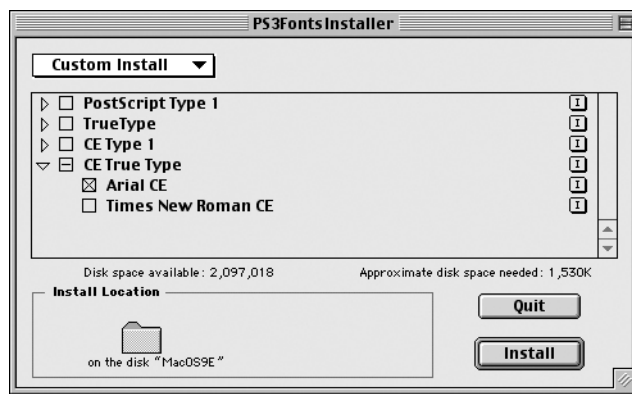 PS3FontsInstaller
Custom Install
PostScript Type 1 I
TrueType I
CE Type 1 I
CE True Type I
Arial CE I
Times New Roman CE I
Disk space available: 2,097,018 Approximate disk space needed: 1,530K
Install Location
Quit
on the disk "MacOS9E"
Install